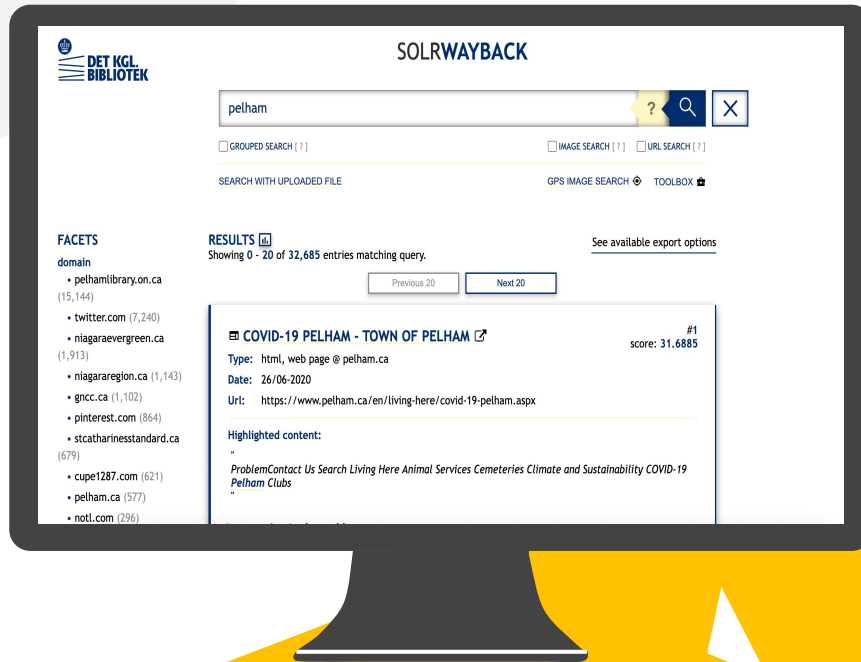 DET KGL.
BIBLIOTEK
SOLRWAYBACK
pelham
?
X
GROUPED SEARCH [ ? ]
IMAGE SEARCH [ ? ]
URL SEARCH [ ? ]
SEARCH WITH UPLOADED FILE
GPS IMAGE SEARCH
TOOLBOX
FACETS
domain
• pelhamlibrary.on.ca
(15,144)
• twitter.com (7,240)
• niagaraevergreen.ca
(1,913)
• niagararegion.ca (1,143)
• gncc.ca (1,102)
• pinterest.com (864)
• stcatharinesstandard.ca
(679)
• cupe1287.com (621)
• pelham.ca (577)
• notl.com (296)
RESULTS
Showing 0 - 20 of 32,685 entries matching query.
See available export options
Previous 20
Next 20
COVID-19 PELHAM - TOWN OF PELHAM
#1
score: 31.6885
Type: html, web page @ pelham.ca
Date: 26/06-2020
Url: https://www.pelham.ca/en/living-here/covid-19-pelham.aspx
Highlighted content:
"
ProblemContact Us Search Living Here Animal Services Cemeteries Climate and Sustainability COVID-19
Pelham Clubs
"